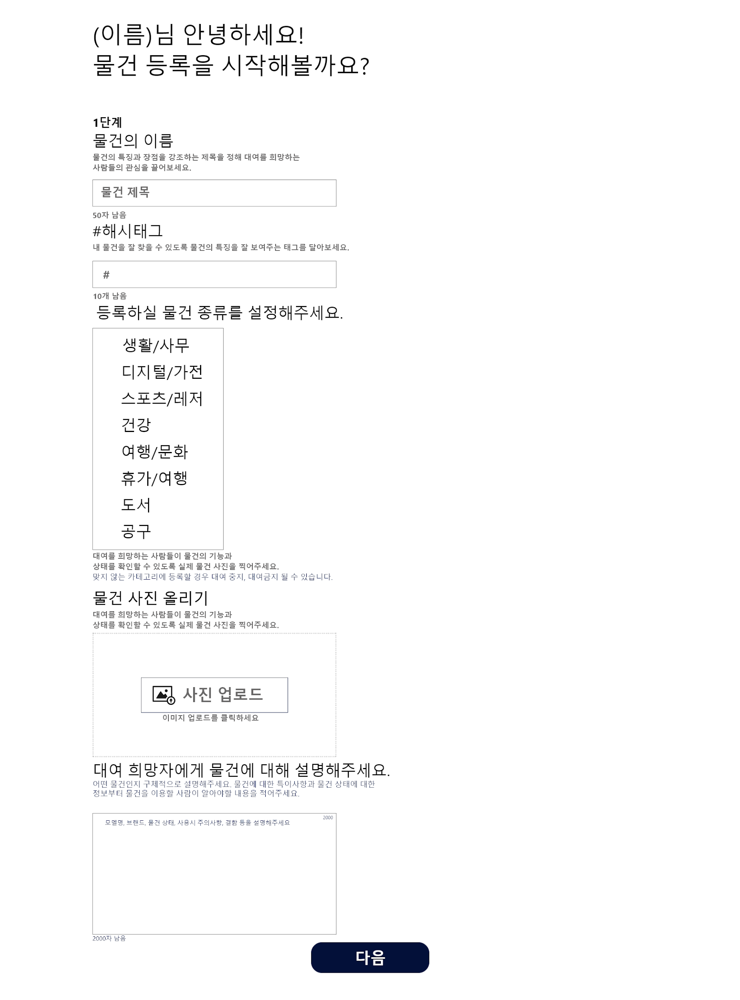 (이름)님 안녕하세요!
물건 등록을 시작해볼까요?
1단계
물건의 이름
물건의 특징과 장점을 강조하는 제목을 정해 대여를 희망하는
사람들의 관심을 끌어보세요.
물건 제목
50자 남음
#해시태그
내 물건을 잘 찾을 수 있도록 물건의 특징을 잘 보여주는 태그를 달아보세요.
#
10개 남음
등록하실 물건 종류를 설정해주세요.
생활/사무
디지털/가전
스포츠/레저
건강
여행/문화
휴가/여행
도서
공구
대여를 희망하는 사람들이 물건의 기능과
상태를 확인할 수 있도록 실제 물건 사진을 찍어주세요.
맞지 않는 카테고리에 등록할 경우 대여 중지, 대여금지 될 수 있습니다.
물건 사진 올리기
대여를 희망하는 사람들이 물건의 기능과
상태를 확인할 수 있도록 실제 물건 사진을 찍어주세요.
사진 업로드
이미지 업로드를 클릭하세요
대여 희망자에게 물건에 대해 설명해주세요.
어떤 물건인지 구체적으로 설명해주세요. 물건에 대한 특이사항과 물건 상태에 대한
정보부터 물건을 이용할 사람이 알아야할 내용을 적어주세요.
2000
모델명, 브랜드, 물건 상태, 사용시 주의사항, 결함 등을 설명해주세요
2000자 남음
다음